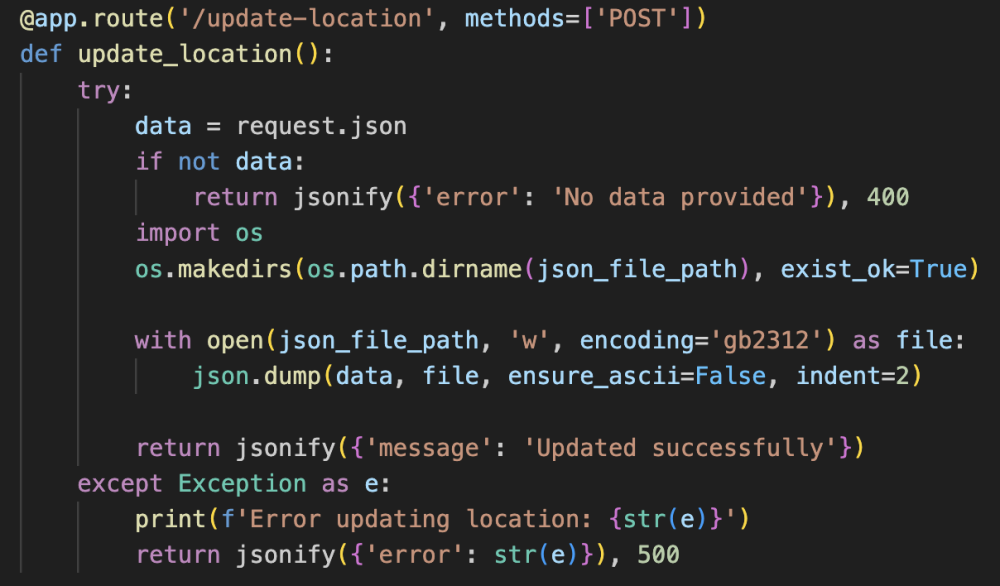 @app.route('/update-location', methods=['POST'])
def update_location():
    try:
        data = request.json
        if not data:
            return jsonify({'error': 'No data provided'}), 400
        import os
        os.makedirs(os.path.dirname(json_file_path), exist_ok=True)

        with open(json_file_path, 'w', encoding='gb2312') as file:
            json.dump(data, file, ensure_ascii=False, indent=2)

        return jsonify({'message': 'Updated successfully'})
    except Exception as e:
        print(f'Error updating location: {str(e)}')
        return jsonify({'error': str(e)}), 500